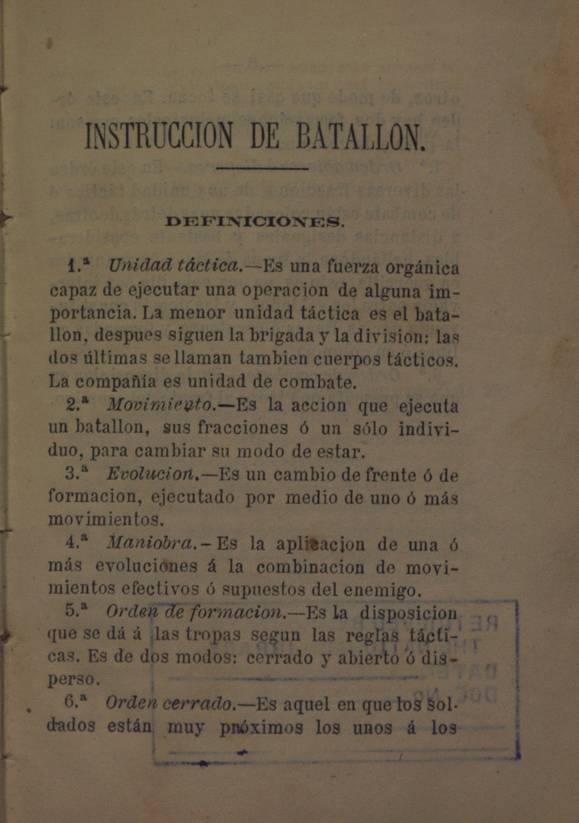 INSTRUCCION DE BATALLON.
DEFINICIONES.
1.ª Unidad táctica.—Es una fuerza orgánica
capaz de ejecutar una operacion de alguna im-
portancia. La menor unidad táctica es el bata-
llon, despues siguen la brigada y la division: las
dos últimas se llaman tambien cuerpos tácticos.
La compañía es unidad de combate.
2.ª Movimiento.—Es la accion que ejecuta
un batallon, sus fracciones ó un sólo indivi-
duo, para cambiar su modo de estar.
3.ª Evolucion.—Es un cambio de frente ó de
formacion, ejecutado por medio de uno ó más
movimientos.
4.ª Maniobra.-Es la aplicacion de una ó
más evoluciones á la combinacion de movi-
mientos efectivos ó supuestos del enemigo.
5.ª Orden de formacion.—Es la disposicion
que se dá á las tropas segun las reglas tácti-
cas. Es de dos modos: cerrado y abierto ó dis-
perso.
6.ª Orden cerrado.—Es aquel en que los sol-
dados están muy próximos los unos á los